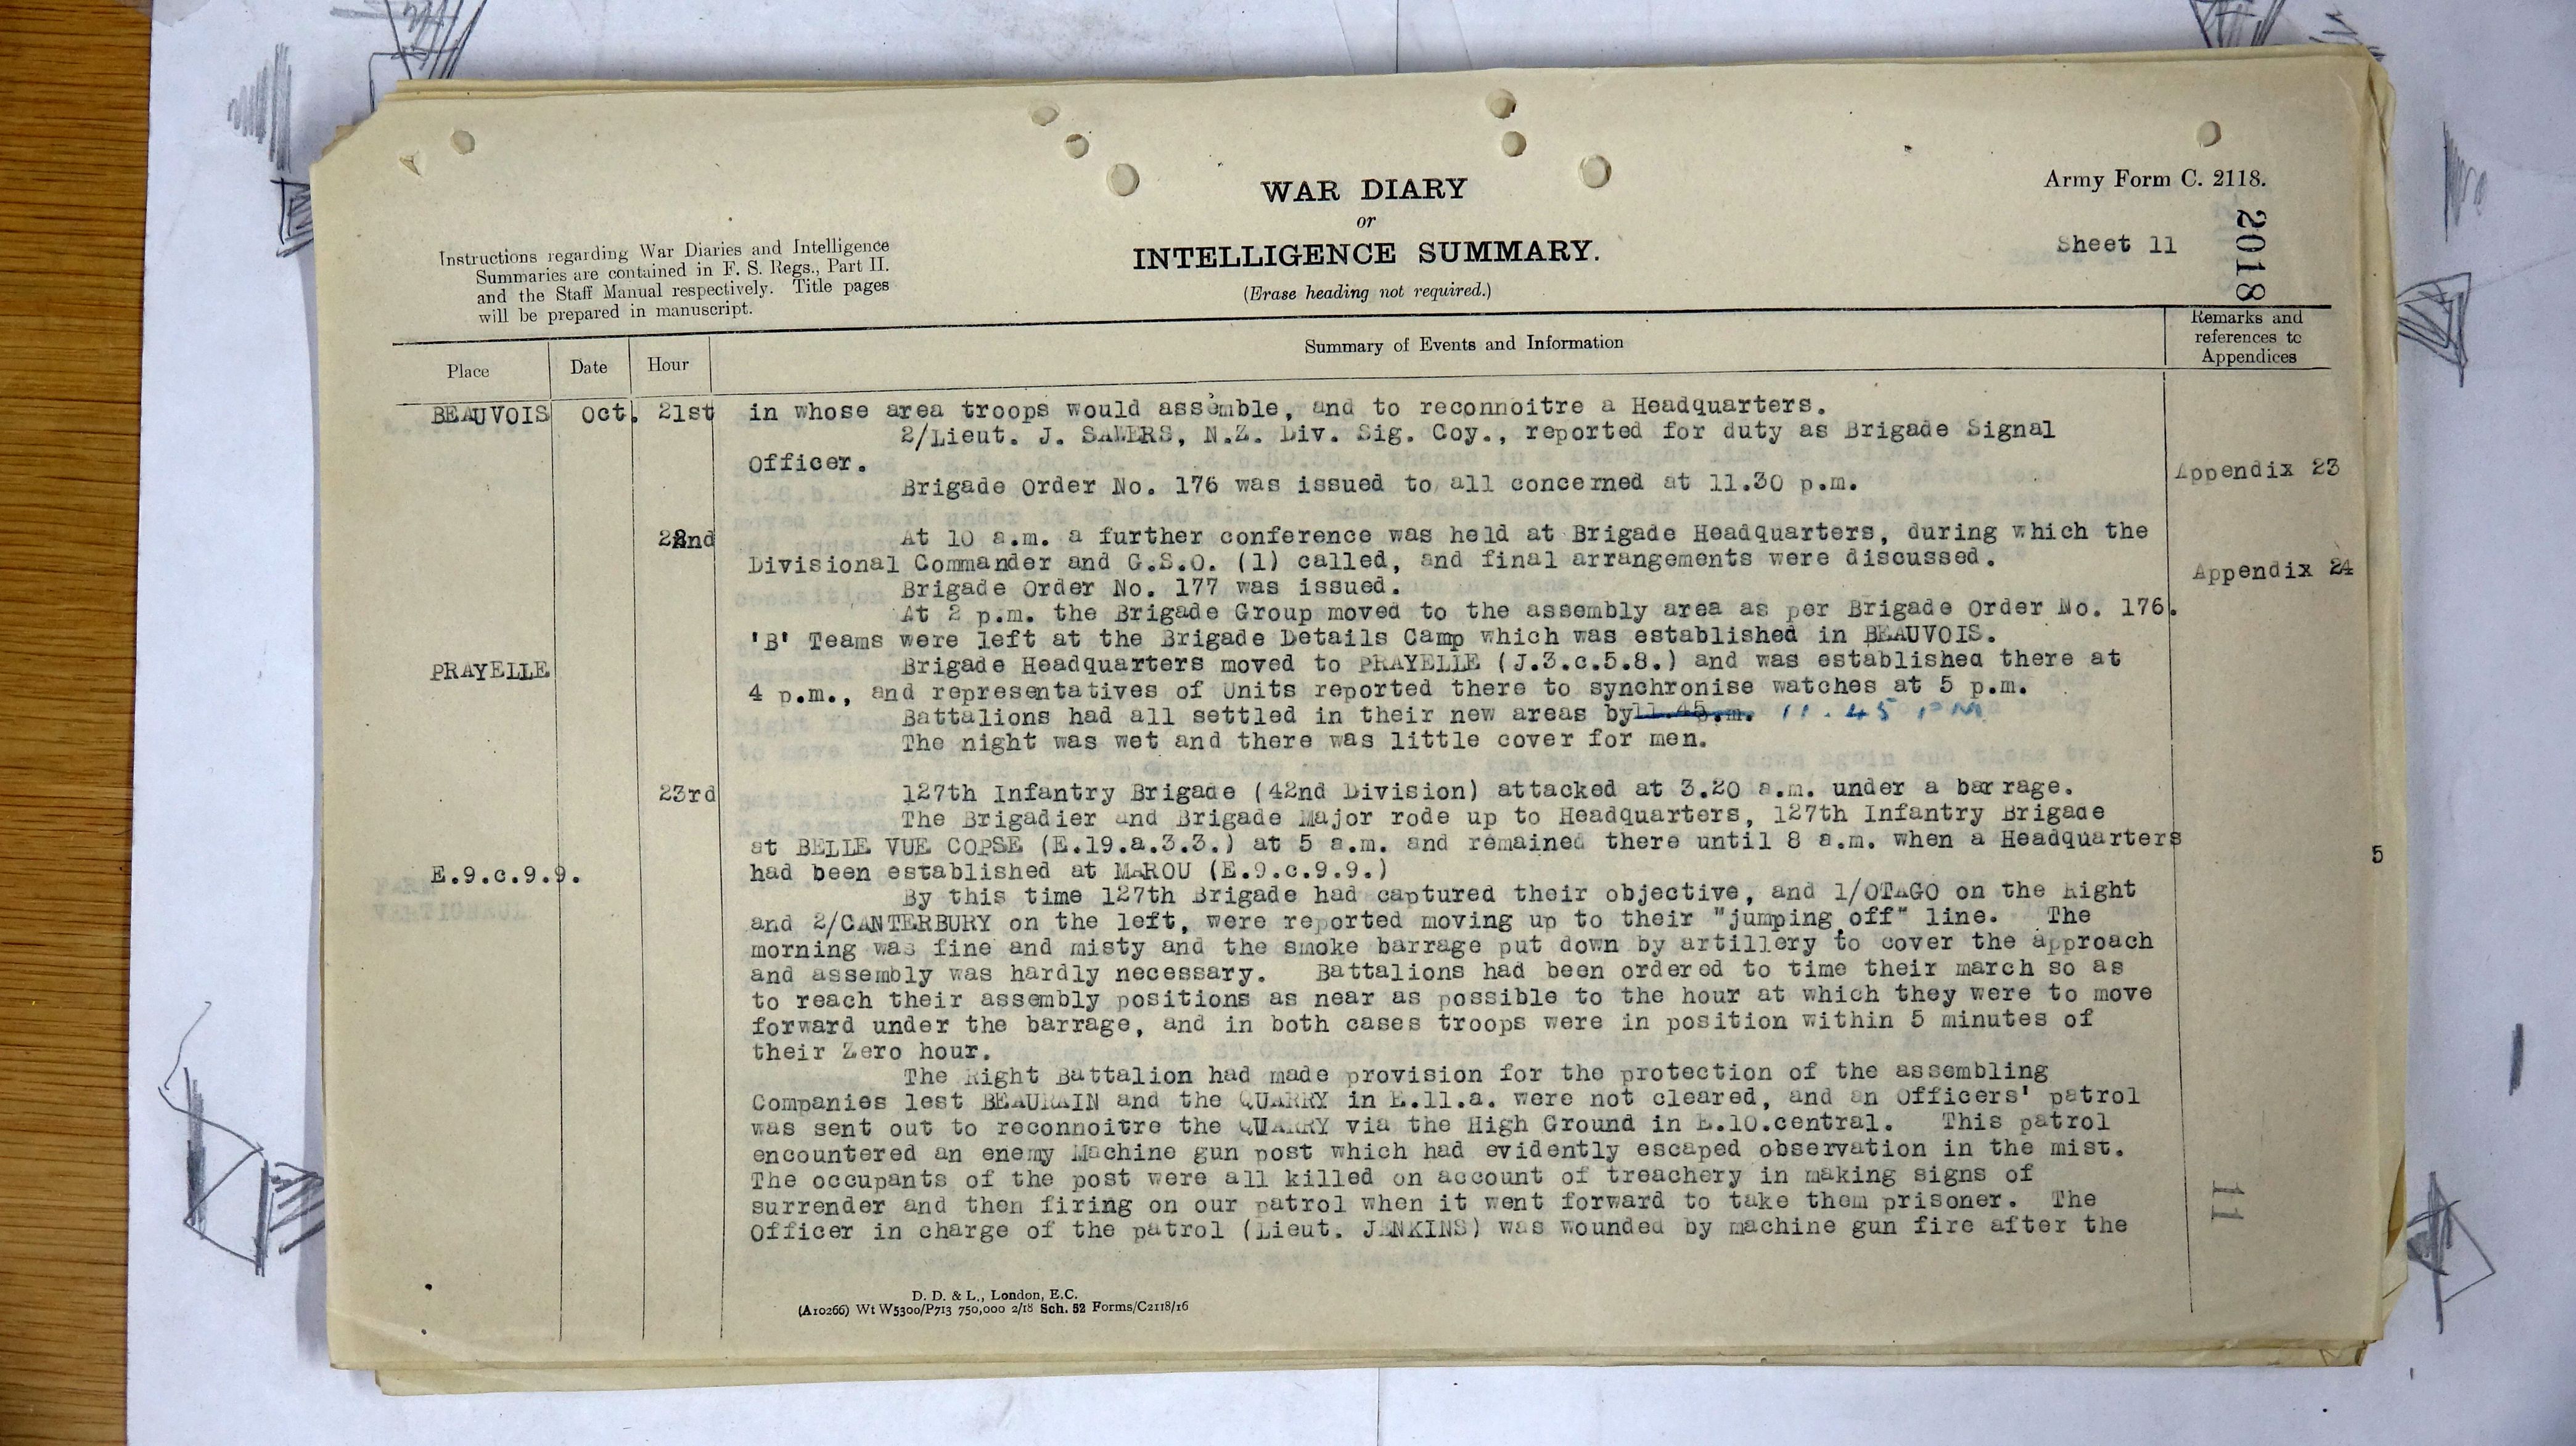 Army Form C. 2118.
WAR DIARY
or
INTELLIGENCE SUMMARY.
(Erase heading not required.)
Sheet 11
2018
Instructions regarding War Diaries and Intelligence
Summaries are contained in F. S. Regs., Part II.
and the Staff Manual respectively. Title pages
will be prepared in manuscript.
Place Date Hour Summary of Events and Information
Remarks and
references to
Appendices
BEAUVOIS Oct. 21st in whose area troops would assemble, and to reconnoitre a Headquarters.
2/Lieut. J. N.Z. Div. Sig. Coy., reported for duty as Brigade Signal
Officer.
Appendix 23
Brigade Order No. 176 was issued to all concerned at 11.30 p.m.
22nd At 10 a.m. a further conference was held at Brigade Headquarters, during which the
Divisional Commander and G.S.O. (1) called, and final arrangements were discussed.
Appendix 24
Brigade Order No. 177 was issued.
At 2 p.m. the Brigade Group moved to the assembly area as per Brigade Order No. 176.
'B' Teams were left at the Brigade Details Camp which was established in BEAUVOIS.
PRAYELLE Brigade Headquarters moved to PRAYELLE (J.3.c.5.8.) and was established there at
4 p.m., and representatives of Units reported there to synchronise watches at 5 p.m.
Battalions had all settled in their new areas by 11.45.m. 11.45 PM
The night was wet and there was little cover for men.
23rd 127th Infantry Brigade (42nd Division) attacked at 3.20 a.m. under a barrage.
The Brigadier and Brigade Major rode up to Headquarters, 127th Infantry Brigade
at BELLE VUE COPSE (E.19.a.3.3.) at 5 a.m. and remained there until 8 a.m. when a Headquarters
5
E.9.c.9.9. had been established at MAROU (E.9.c.9.9.)
By this time 127th Brigade had captured their objective, and 1/OTAGO on the Right
and 2/CANTERBURY on the left, were reported moving up to their "jumping off" line. The
morning was fine and misty and the smoke barrage put down by artillery to cover the approach
and assembly was hardly necessary. Battalions had been ordered to time their march so as
to reach their assembly positions as near as possible to the hour at which they were to move
forward under the barrage, and in both cases troops were in position within 5 minutes of
their Zero hour.
The Right Battalion had made provision for the protection of the assembling
Companies lest BEAURAIN and the QUARRY in E.11.a. were not cleared, and an Officers' patrol
was sent out to reconnoitre the QUARRY via the High Ground in E.10.central. This patrol
encountered an enemy Machine gun post which had evidently escaped observation in the mist.
The occupants of the post were all killed on account of treachery in making signs of
surrender and then firing on our patrol when it went forward to take them prisoner. The
Officer in charge of the patrol (Lieut. JENKINS) was wounded by machine gun fire after the
11
D. D. & L., London, E.C.
(A10266) Wt W5300/P713 750,000 2/18 Sch. 52 Forms/C2118/16